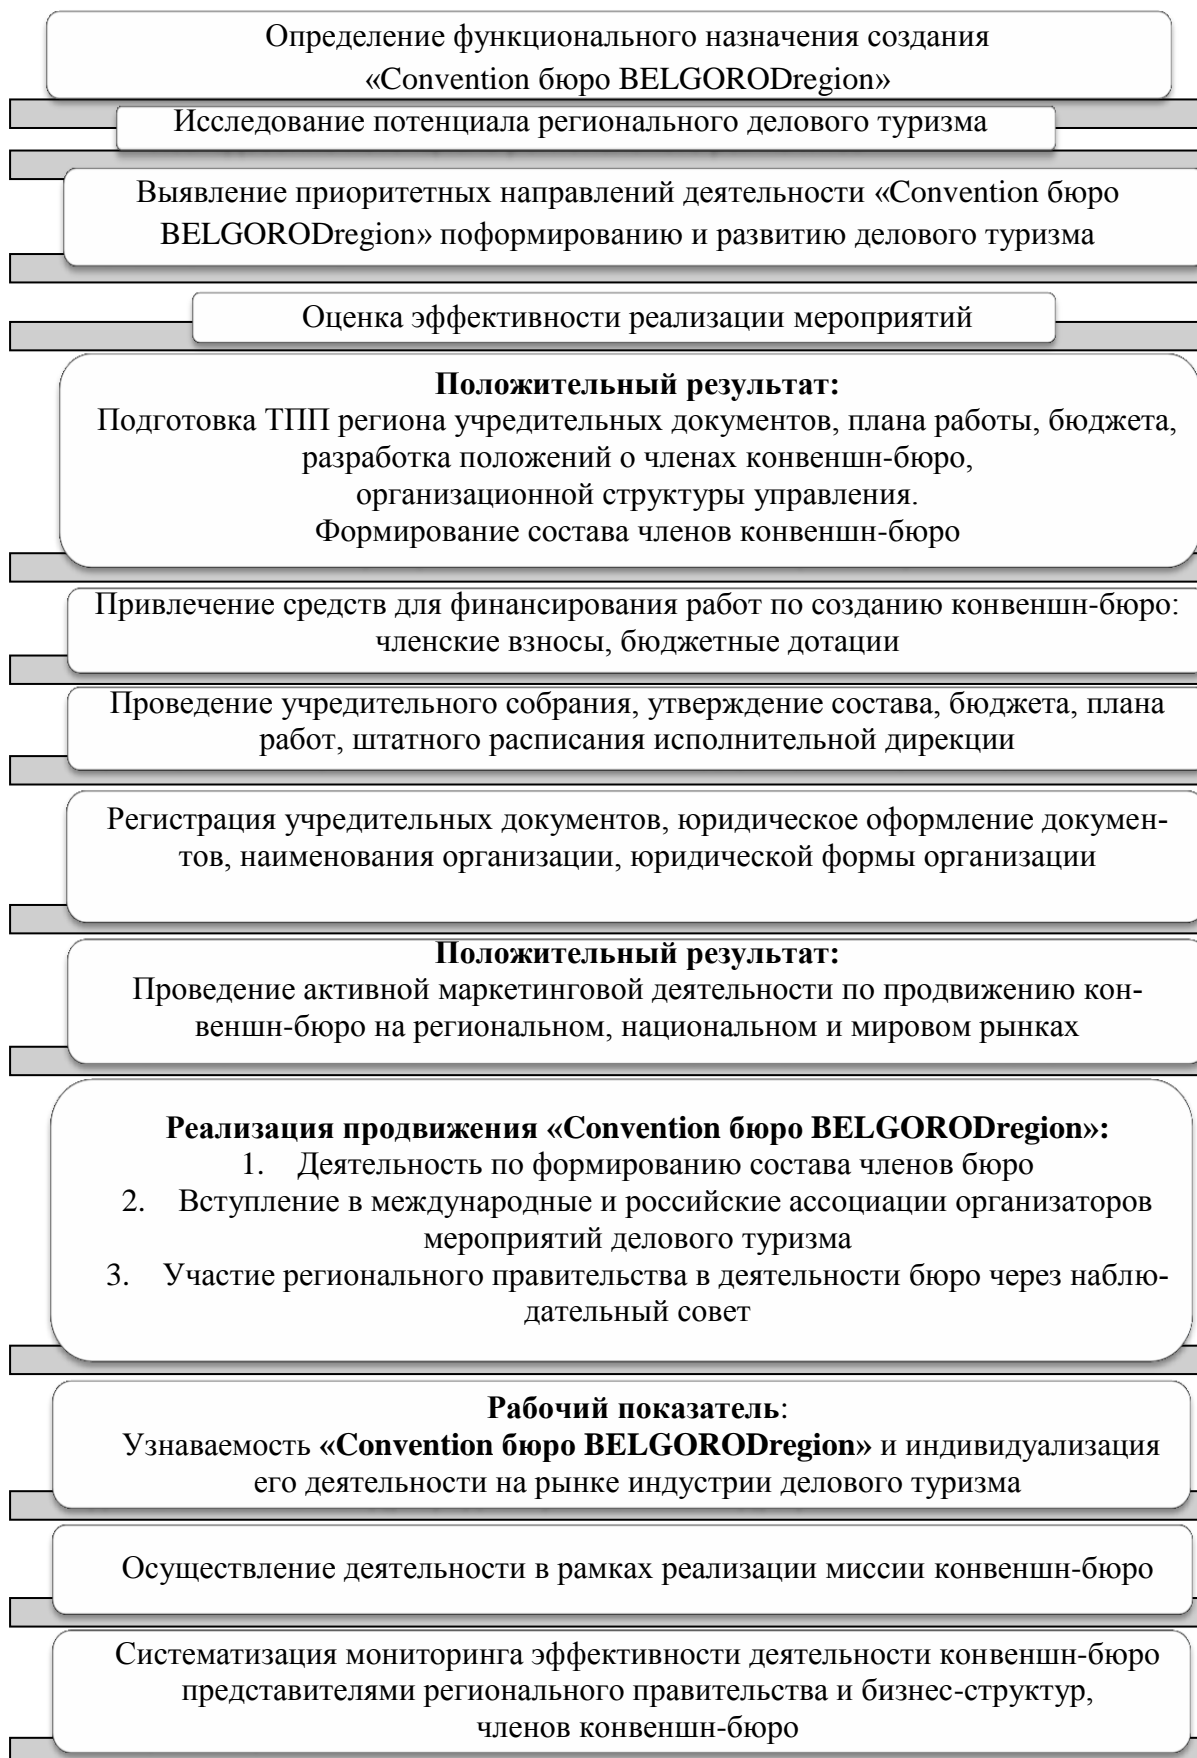 Определение функционального назначения создания
«Convention бюро BELGORODregion»
Исследование потенциала регионального делового туризма
Выявление приоритетных направлений деятельности «Convention бюро
BELGORODregion» поформированию и развитию делового туризма
Оценка эффективности реализации мероприятий
Положительный результат:
Подготовка ТПП региона учредительных документов, плана работы, бюджета,
разработка положений о членах конвеншн-бюро,
организационной структуры управления.
Формирование состава членов конвеншн-бюро
Привлечение средств для финансирования работ по созданию конвеншн-бюро:
членские взносы, бюджетные дотации
Проведение учредительного собрания, утверждение состава, бюджета, плана
работ, штатного расписания исполнительной дирекции
Регистрация учредительных документов, юридическое оформление докумен-
тов, наименования организации, юридической формы организации
Положительный результат:
Проведение активной маркетинговой деятельности по продвижению кон-
веншн-бюро на региональном, национальном и мировом рынках
Реализация продвижения «Convention бюро BELGORODregion»:
1. Деятельность по формированию состава членов бюро
2. Вступление в международные и российские ассоциации организаторов
мероприятий делового туризма
3. Участие регионального правительства в деятельности бюро через наблю-
дательный совет
Рабочий показатель:
Узнаваемость «Convention бюро BELGORODregion» и индивидуализация
его деятельности на рынке индустрии делового туризма
Осуществление деятельности в рамках реализации миссии конвеншн-бюро
Систематизация мониторинга эффективности деятельности конвеншн-бюро
представителями регионального правительства и бизнес-структур,
членов конвеншн-бюро